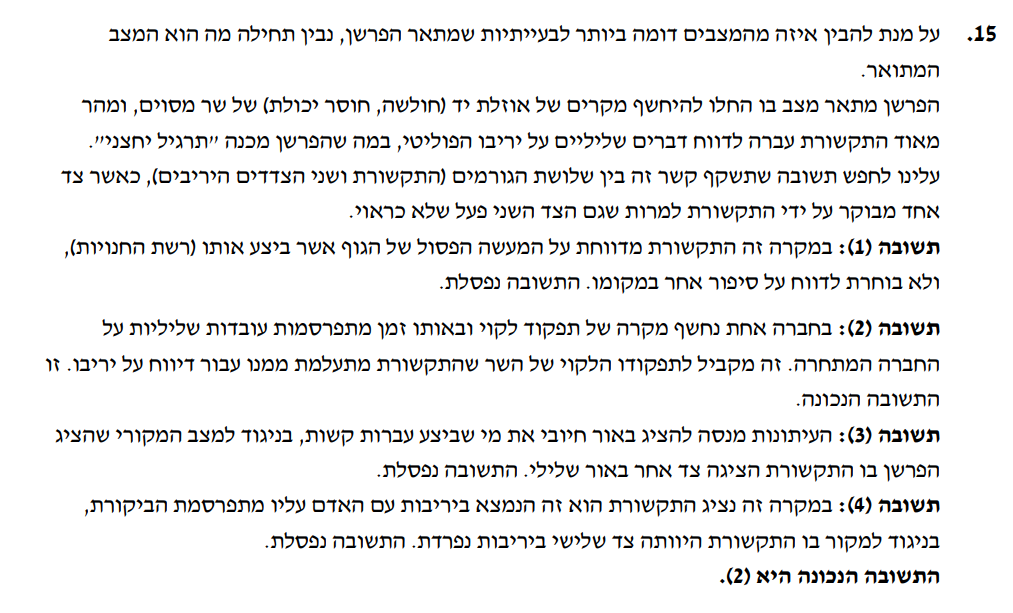 15. על מנת להבין איזה מהמצבים דומה ביותר לבעייתיות שמתאר הפרשן, נבין תחילה מה הוא המצב
המתואר.
הפרשן מתאר מצב בו החלו להיחשף מקרים של אוזלת יד (חולשה, חוסר יכולת) של שר מסוים, ומהר
מאוד התקשורת עברה לדווח דברים שליליים על יריבו הפוליטי, במה שהפרשן מכנה ״תרגיל יחצני״.
עלינו לחפש תשובה שתשקף קשר זה בין שלושת הגורמים (התקשורת ושני הצדדים היריבים), כאשר צד
אחד מבוקר על ידי התקשורת למרות שגם הצד השני פעל שלא כראוי.
תשובה (1): במקרה זה התקשורת מדווחת על המעשה הפסול של הגוף אשר ביצע אותו (רשת החנויות),
ולא בוחרת לדווח על סיפור אחר במקומו. התשובה נפסלת.
תשובה (2): בחברה אחת נחשף מקרה של תפקוד לקוי ובאותו זמן מתפרסמות עובדות שליליות על
החברה המתחרה. זה מקביל לתפקודו הלקוי של השר שהתקשורת מתעלמת ממנו עבור דיווח על יריבו. זו
התשובה הנכונה.
תשובה (3): העיתונות מנסה להציג באור חיובי את מי שביצע עברות קשות, בניגוד למצב המקורי שהציג
הפרשן בו התקשורת הציגה צד אחר באור שלילי. התשובה נפסלת.
תשובה (4): במקרה זה נציג התקשורת הוא זה הנמצא ביריבות עם האדם עליו מתפרסמת הביקורת,
בניגוד למקור בו התקשורת היוותה צד שלישי ביריבות נפרדת. התשובה נפסלת.
התשובה הנכונה היא (2).